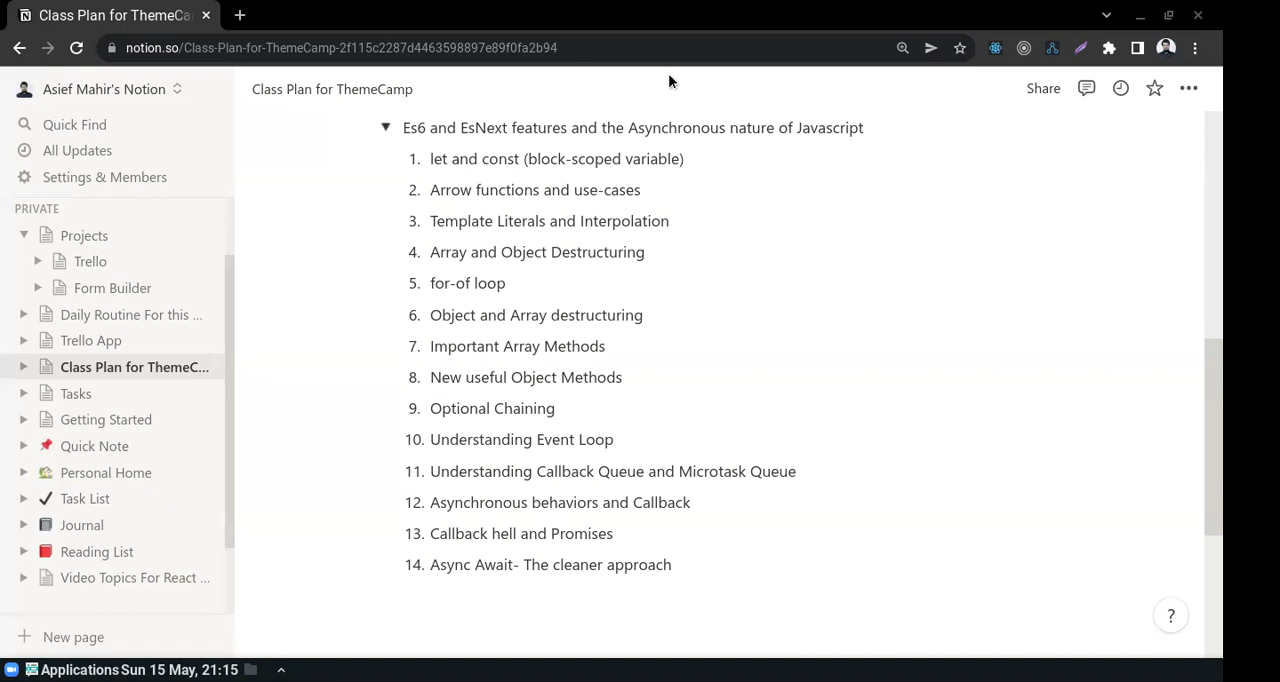 Class Plan for ThemeCa
notion.so/Class-Plan-for-ThemeCamp-2f115c2287d4463598897e89f0fa2b94
Asief Mahir's Notion
Class Plan for ThemeCamp
Share
Quick Find
All Updates
Settings & Members
PRIVATE
Projects
Trello
Form Builder
Daily Routine For this ...
Trello App
Class Plan for ThemeC...
Tasks
Getting Started
Quick Note
Personal Home
Task List
Journal
Reading List
Video Topics For React ...
New page
Es6 and EsNext features and the Asynchronous nature of Javascript
1. let and const (block-scoped variable)
2. Arrow functions and use-cases
3. Template Literals and Interpolation
4. Array and Object Destructuring
5. for-of loop
6. Object and Array destructuring
7. Important Array Methods
8. New useful Object Methods
9. Optional Chaining
10. Understanding Event Loop
11. Understanding Callback Queue and Microtask Queue
12. Asynchronous behaviors and Callback
13. Callback hell and Promises
14. Async Await- The cleaner approach
?
Applications Sun 15 May, 21:15